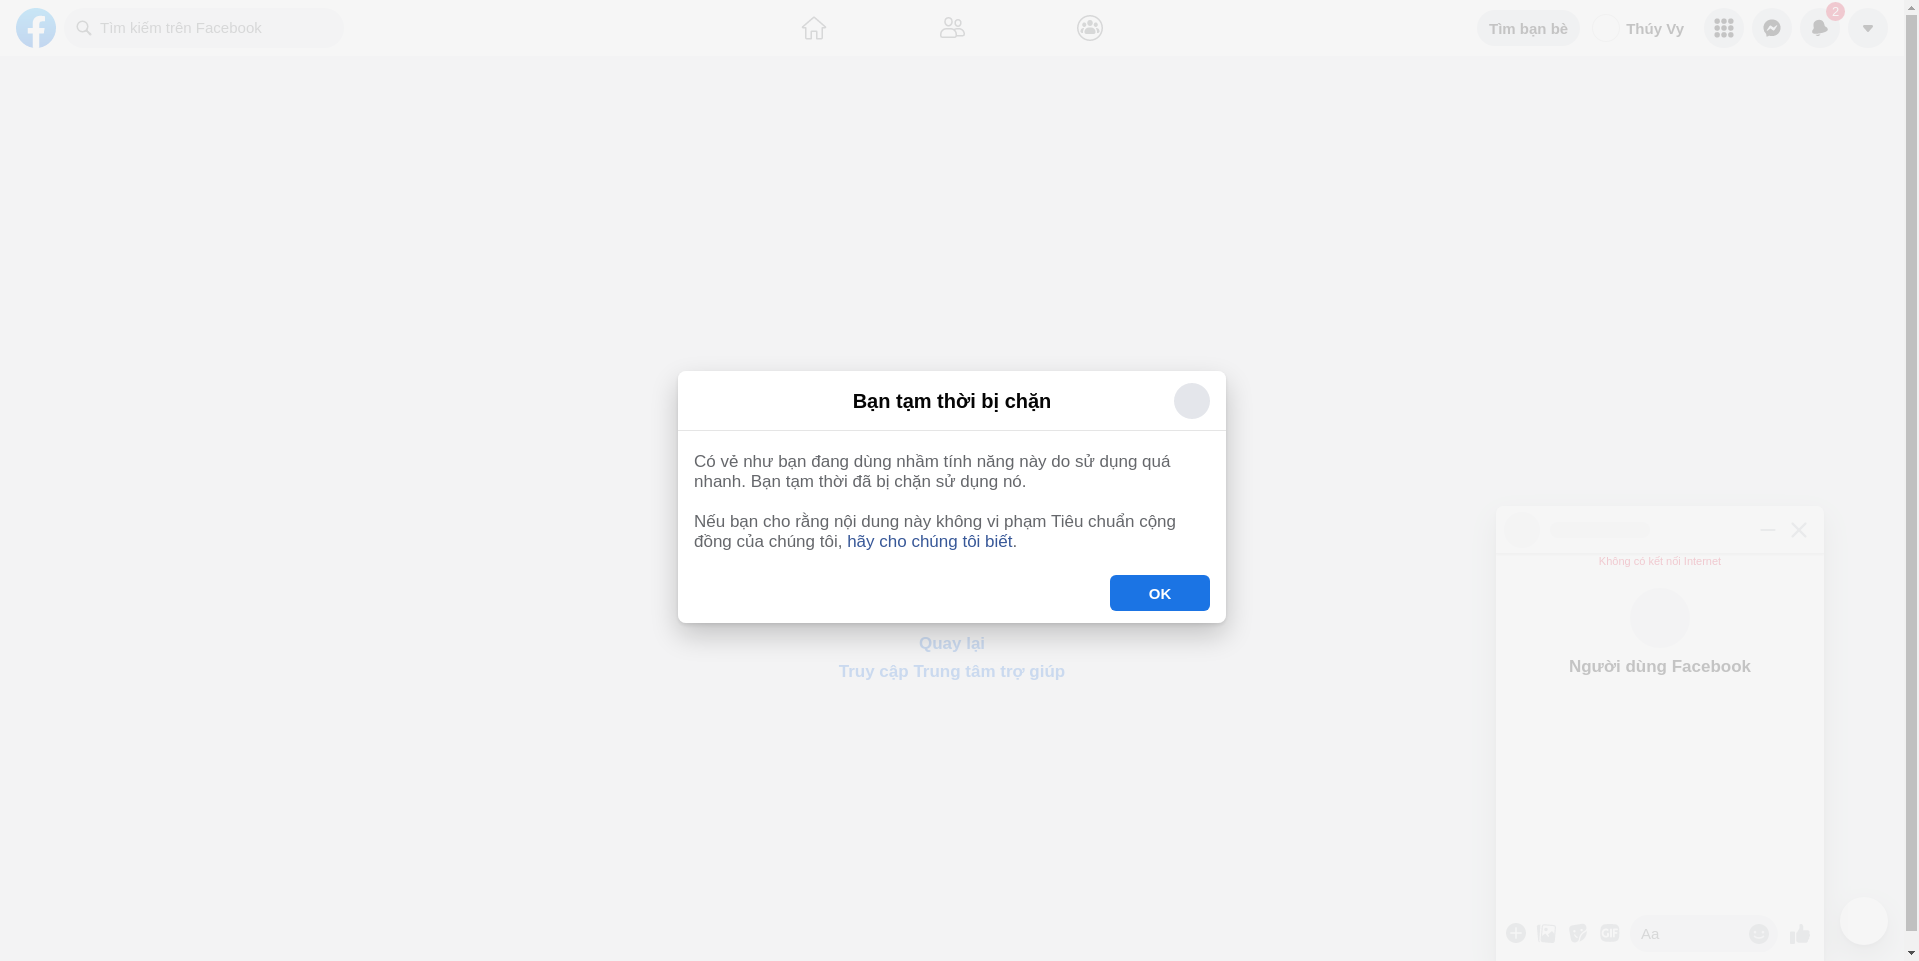 Tìm kiếm trên Facebook
Tìm bạn bè
Thúy Vy
2
Bạn tạm thời bị chặn
Có vẻ như bạn đang dùng nhầm tính năng này do sử dụng quá
nhanh. Bạn tạm thời đã bị chặn sử dụng nó.
Nếu bạn cho rằng nội dung này không vi phạm Tiêu chuẩn cộng
đồng của chúng tôi, hãy cho chúng tôi biết.
OK
Quay lại
Truy cập Trung tâm trợ giúp
Không có kết nối Internet
Người dùng Facebook
GIF
Aa